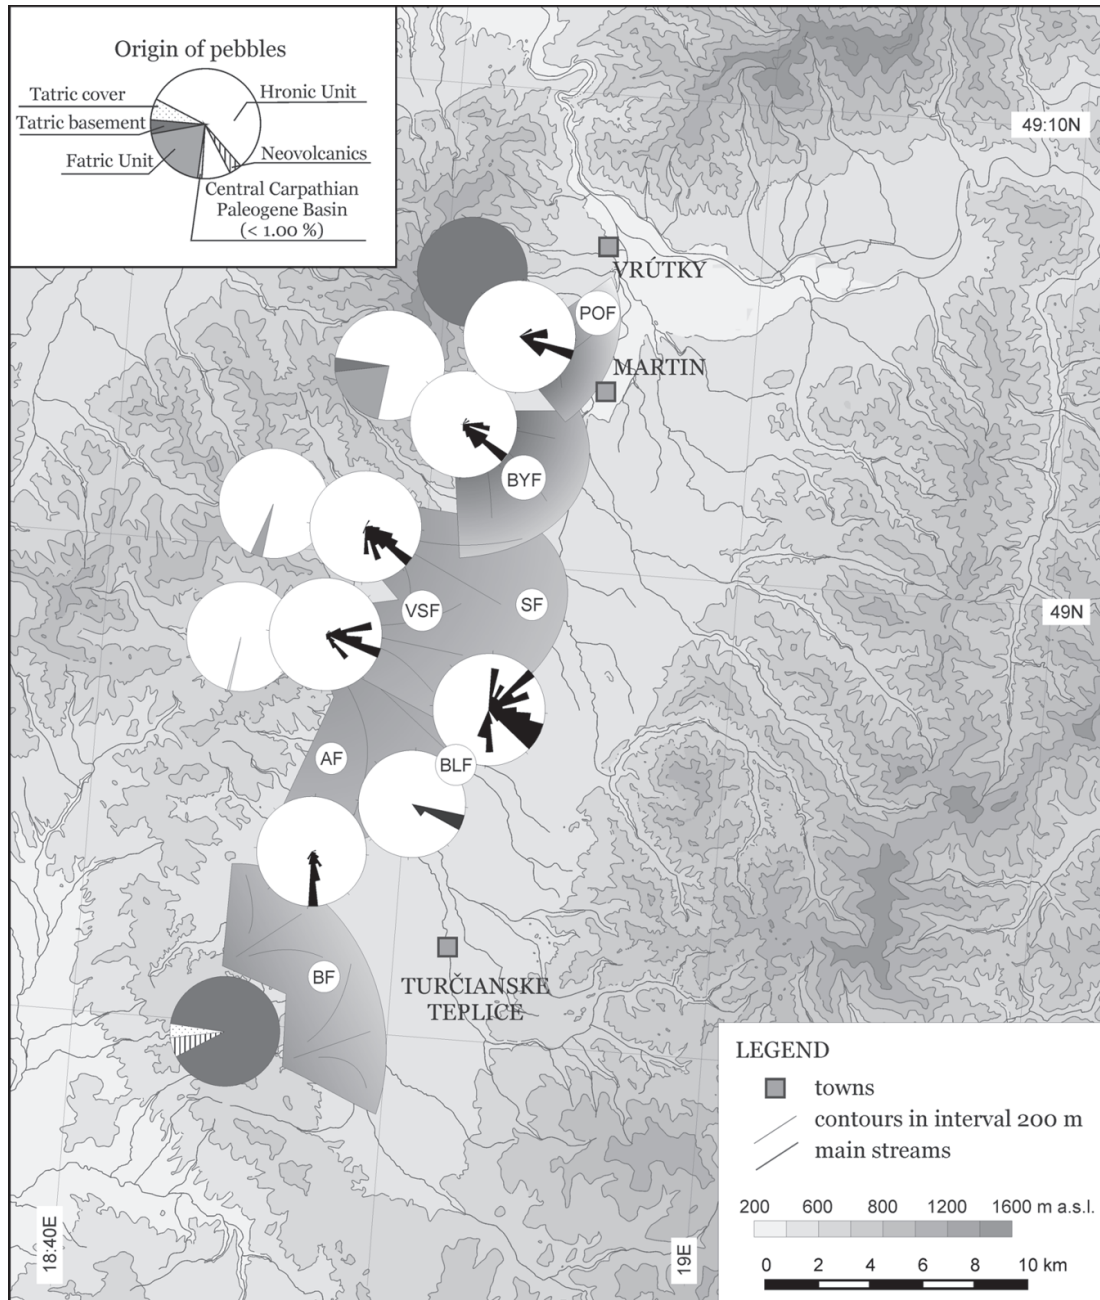 Origin of pebbles
Tatric cover
Hronic Unit
Tatric basement
Fatric Unit
Neovolcanics
Central Carpathian
Paleogene Basin
(< 1.00 %)
49:10N
VRÚTKY
POF
MARTIN
BYF
VSF
SF
49N
AF
BLF
BF
TURČIANSKE
TEPLICE
LEGEND
towns
contours in interval 200 m
main streams
200 600 800 1200 1600 m a.s.l.
0 2 4 6 8 10 km
18:40E
19E